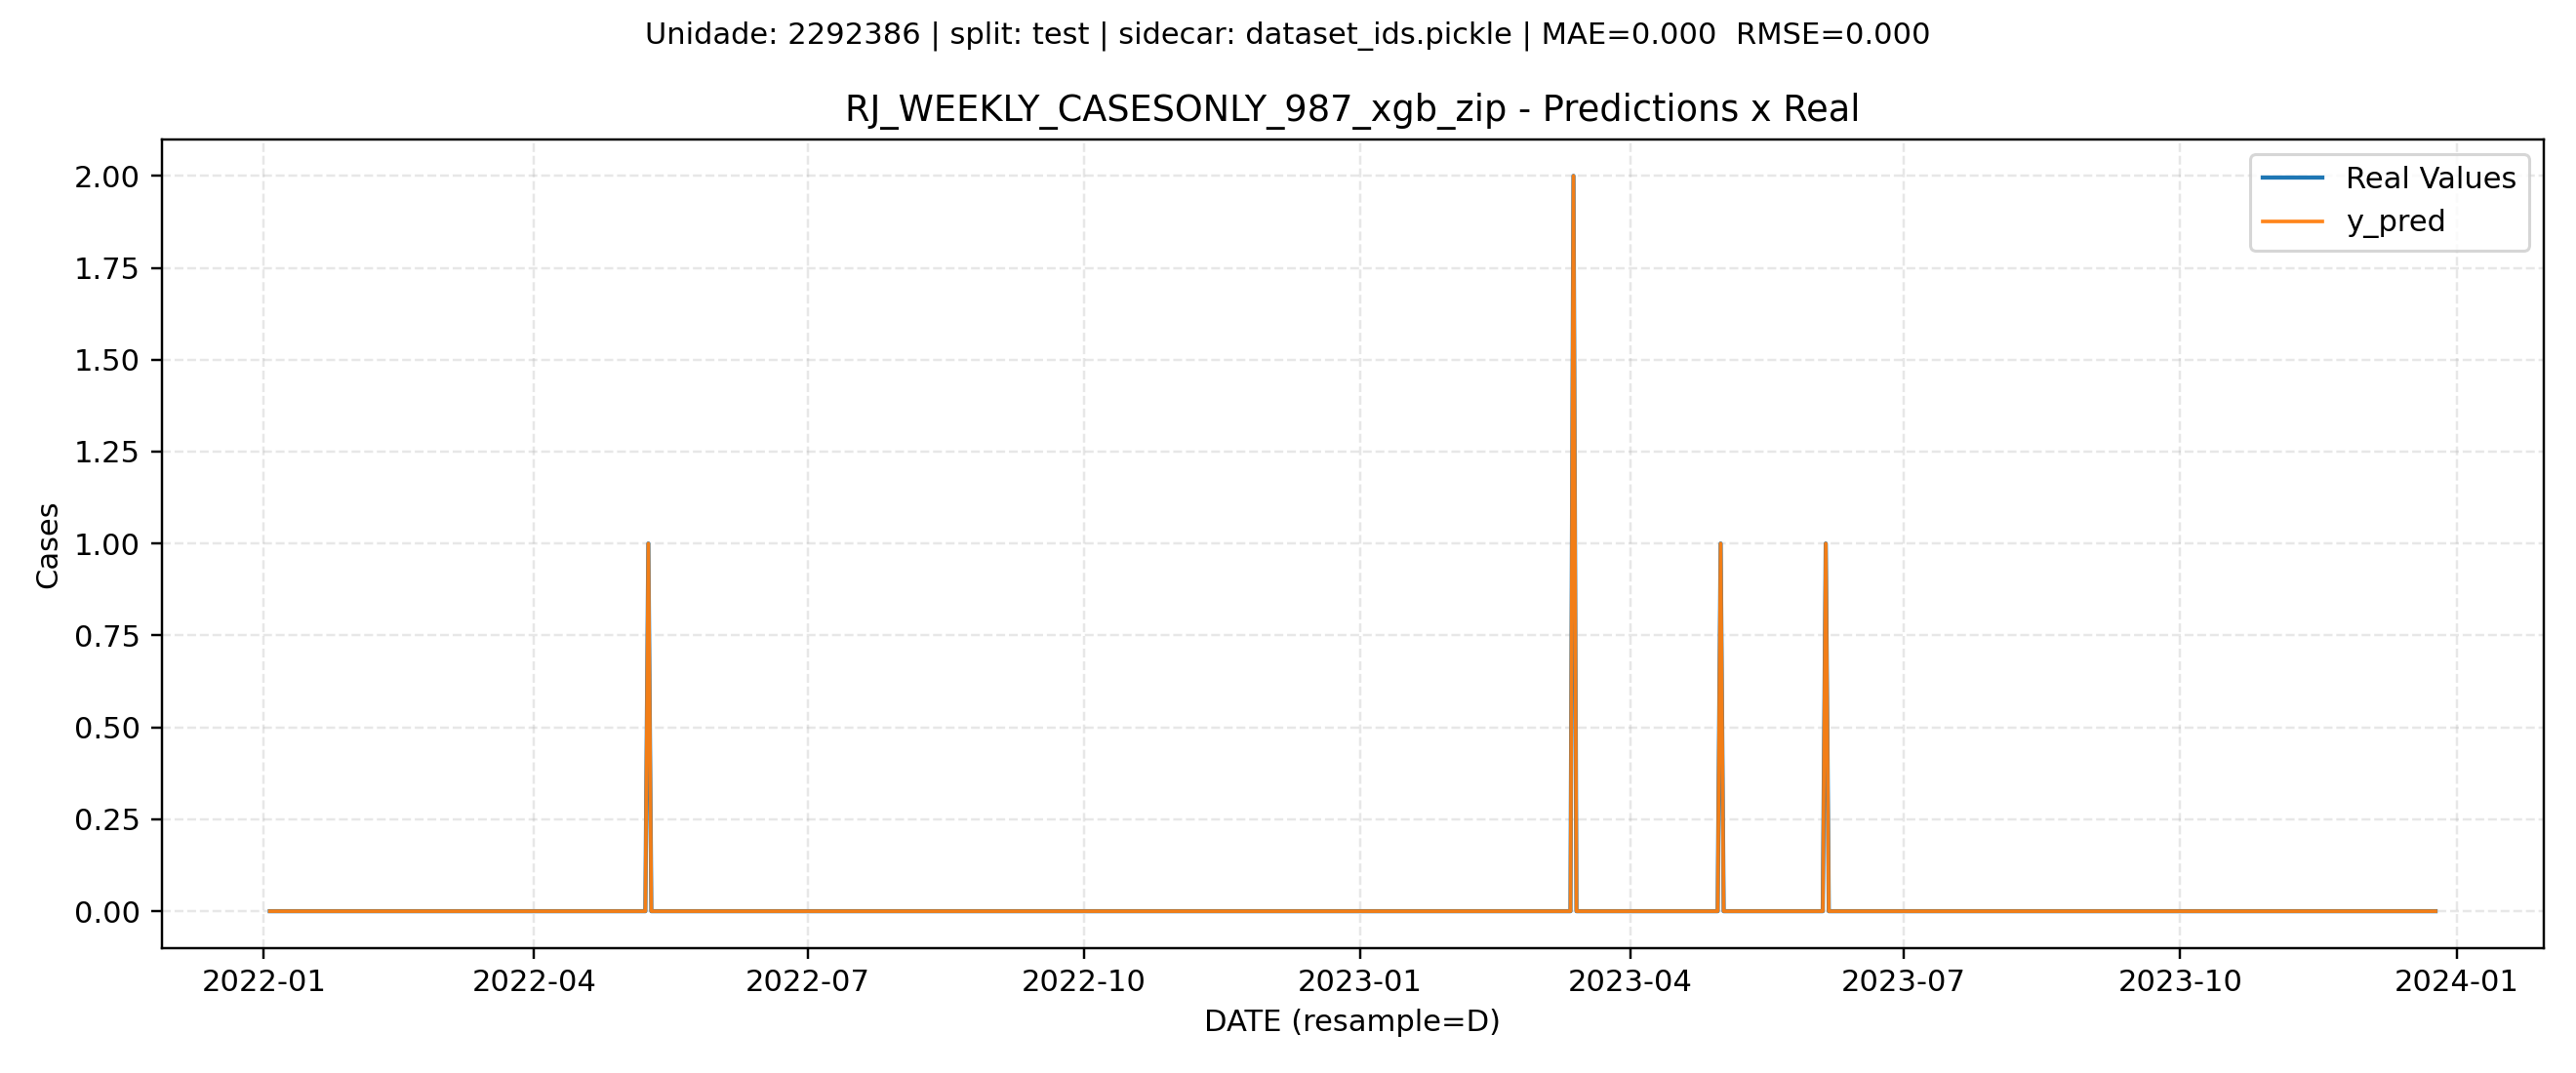 Unidade: 2292386 | split: test | sidecar: dataset_ids.pickle | MAE=0.000  RMSE=0.000
RJ_WEEKLY_CASESONLY_987_xgb_zip - Predictions x Real
Real Values
y_pred
Cases
2.00
1.75
1.50
1.25
1.00
0.75
0.50
0.25
0.00
2022-01 2022-04 2022-07 2022-10 2023-01 2023-04 2023-07 2023-10 2024-01
DATE (resample=D)